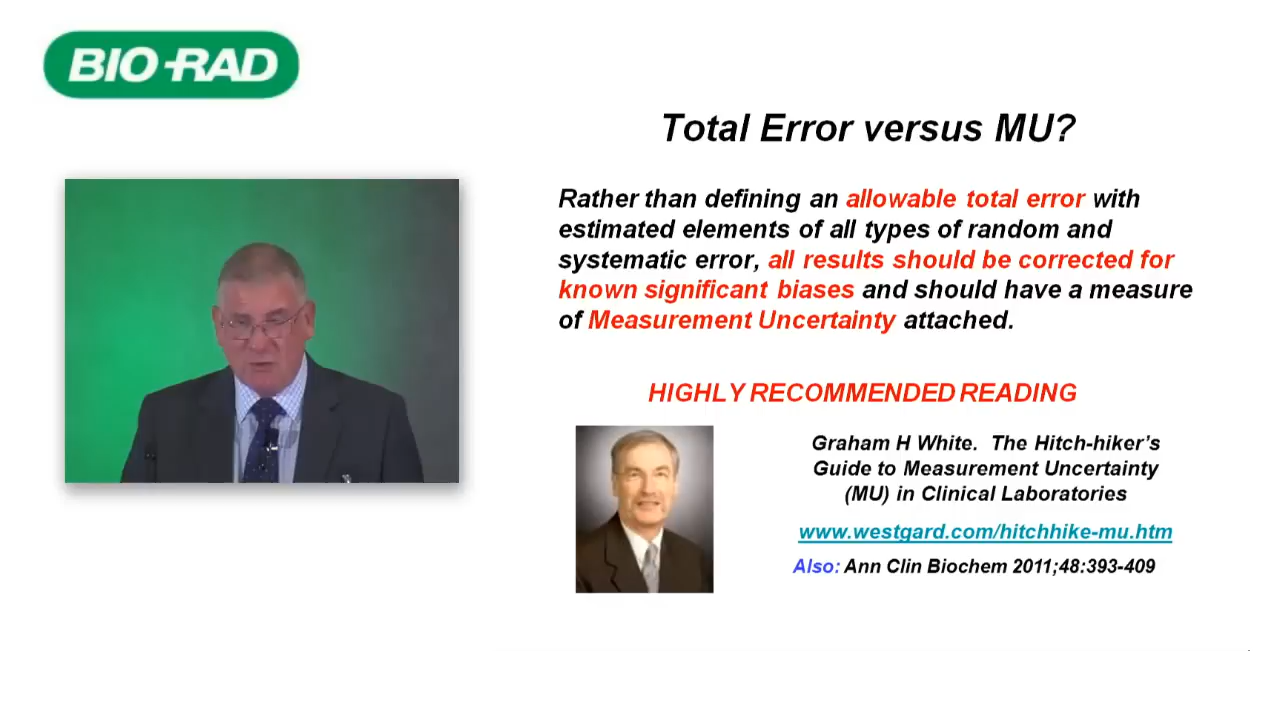 BIO-RAD
Total Error versus MU?
Rather than defining an allowable total error with
estimated elements of all types of random and
systematic error, all results should be corrected for
known significant biases and should have a measure
of Measurement Uncertainty attached.
HIGHLY RECOMMENDED READING
Graham H White. The Hitch-hiker's
Guide to Measurement Uncertainty
(MU) in Clinical Laboratories
www.westgard.com/hitchhike-mu.htm
Also: Ann Clin Biochem 2011;48:393-409